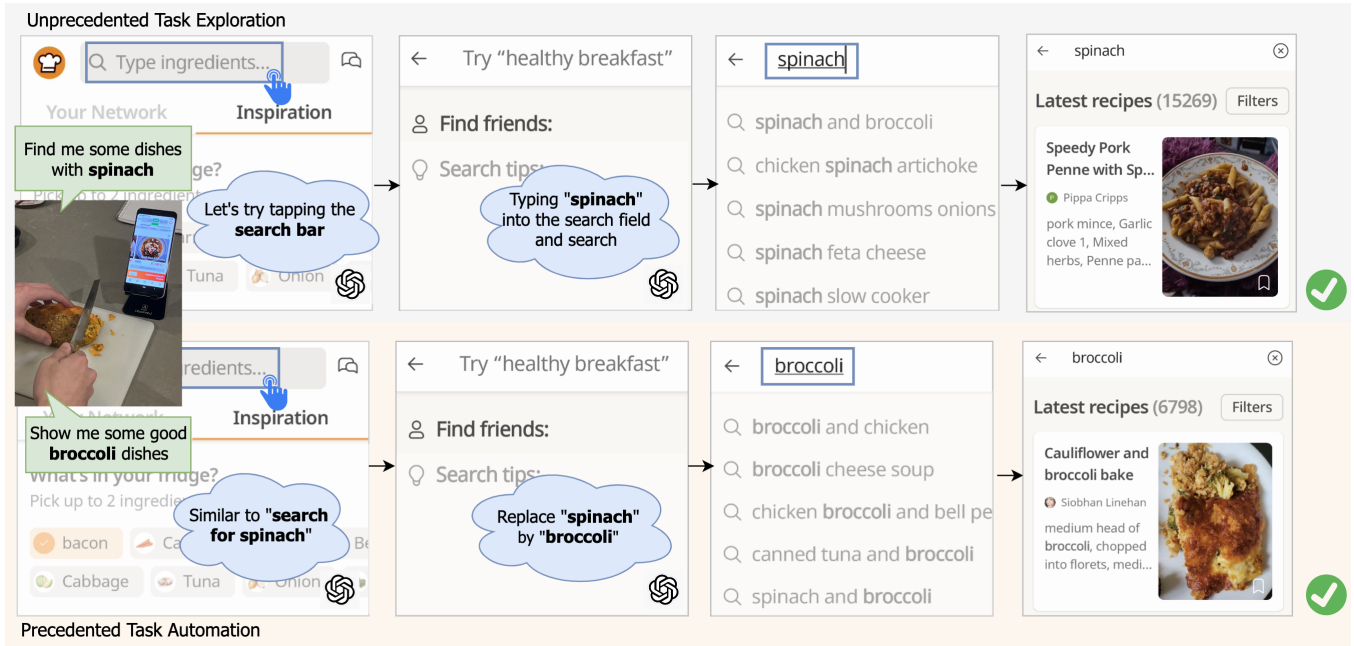 Unprecedented Task Exploration
Type ingredients...
Your Network
Inspiration
Find me some dishes
with spinach
ge?
Pick up to 2 ingredient
Let's try tapping the
search bar
Tuna
Onion
Try “healthy breakfast”
Find friends:
Search tips:
Typing "spinach"
into the search field
and search
spinach
spinach and broccoli
chicken spinach artichoke
spinach mushrooms onions
spinach feta cheese
spinach slow cooker
spinach
Latest recipes (15269)
Filters
Speedy Pork
Penne with Sp...
Pippa Cripps
pork mince, Garlic
clove 1, Mixed
herbs, Penne pa...
redients...
Inspiration
Show me some good
broccoli dishes
What's in your fridge?
Pick up to 2 ingredie
Similar to "search
for spinach"
bacon
Ca
Be
Cabbage
Tuna
Onion
Try “healthy breakfast”
Find friends:
Search tips:
Replace "spinach"
by "broccoli"
broccoli
broccoli and chicken
broccoli cheese soup
chicken broccoli and bell pe
canned tuna and broccoli
spinach and broccoli
broccoli
Latest recipes (6798)
Filters
Cauliflower and
broccoli bake
Siobhan Linehan
medium head of
broccoli, chopped
into florets, medi...
Precedented Task Automation